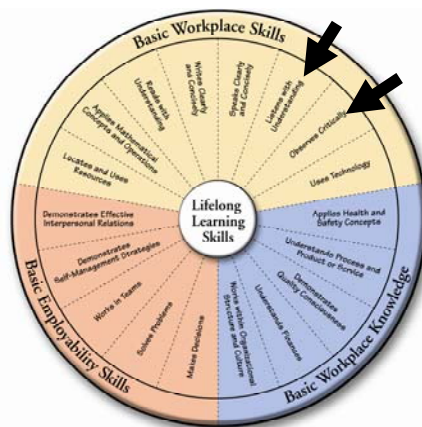 Basic Workplace Skills
Locates and Uses
Resources
Applies Mathematical
Concepts and Operations
Reads with
Understanding
Writes Clearly
and Concisely
Speaks Clearly
and Concisely
Listens with
Understanding
Observes Critically
Uses Technology
Lifelong
Learning
Skills
Basic Workplace Knowledge
Applies Health and
Safety Concepts
Understands Process and
Product or Service
Demonstrates
Quality Consciousness
Understands Finances
Works within Organizational
Structure and Culture
Basic Employability Skills
Demonstrates Effective
Interpersonal Relations
Demonstrates
Self-Management Strategies
Works in Teams
Solves Problems
Makes Decisions